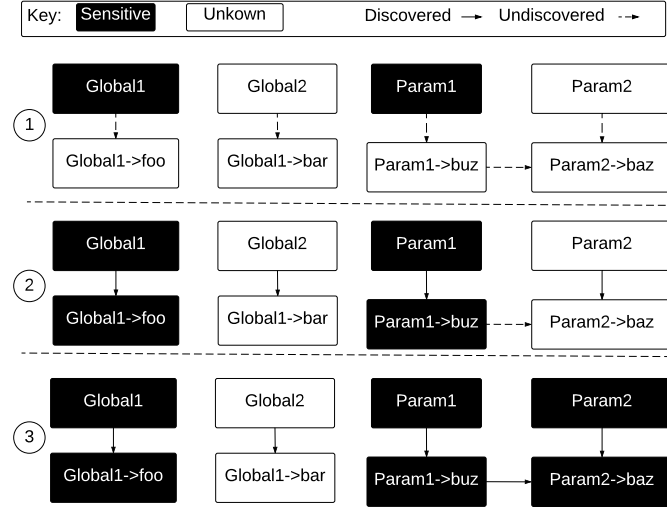 Key: Sensitive Unkown Discovered Undiscovered
Global1 Global2 Param1 Param2
1
Global1->foo Global1->bar Param1->buz Param2->baz
Global1 Global2 Param1 Param2
2
Global1->foo Global1->bar Param1->buz Param2->baz
Global1 Global2 Param1 Param2
3
Global1->foo Global1->bar Param1->buz Param2->baz